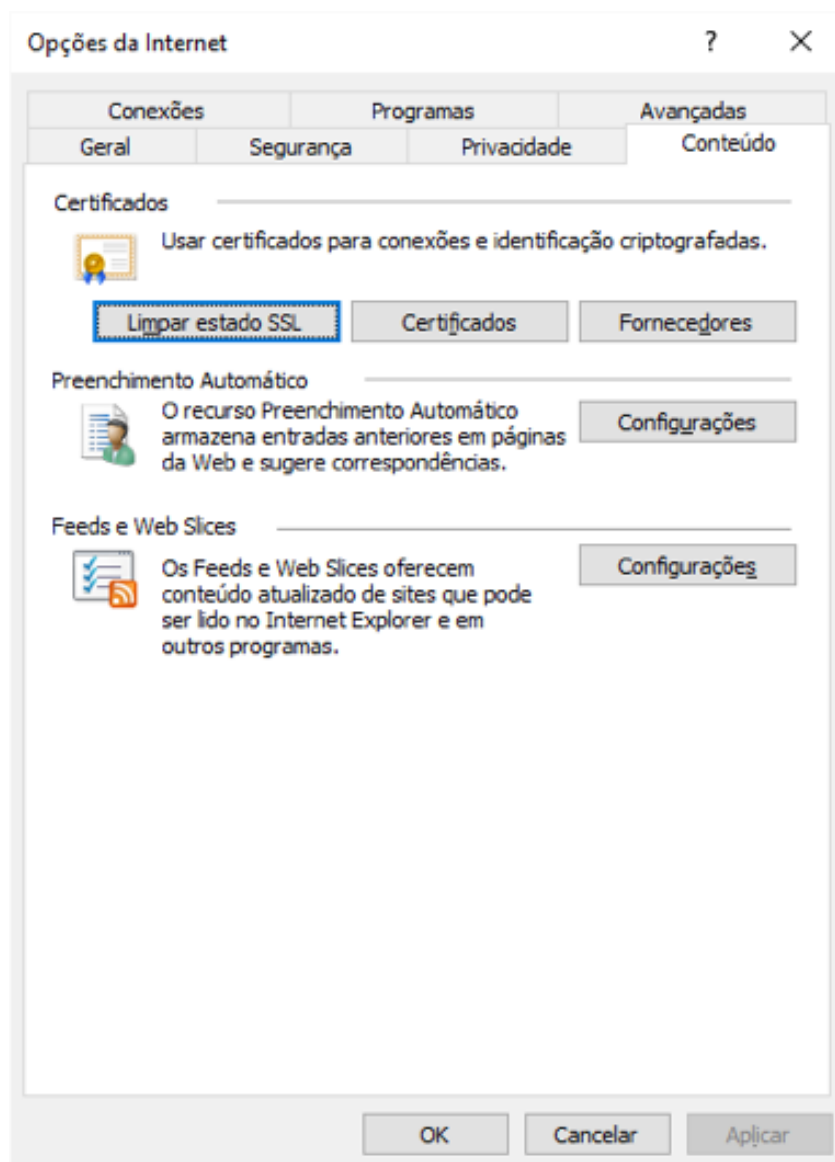 Opções da Internet ?
Conexões Programas Avançadas
Geral Segurança Privacidade Conteúdo
Certificados
Usar certificados para conexões e identificação criptografadas.
Limpar estado SSL Certificados Fornecedores
Preenchimento Automático
O recurso Preenchimento Automático
armazena entradas anteriores em páginas
da Web e sugere correspondências.
Configurações
Feeds e Web Slices
Os Feeds e Web Slices oferecem
conteúdo atualizado de sites que pode
ser lido no Internet Explorer e em
outros programas.
Configurações
OK Cancelar Aplicar